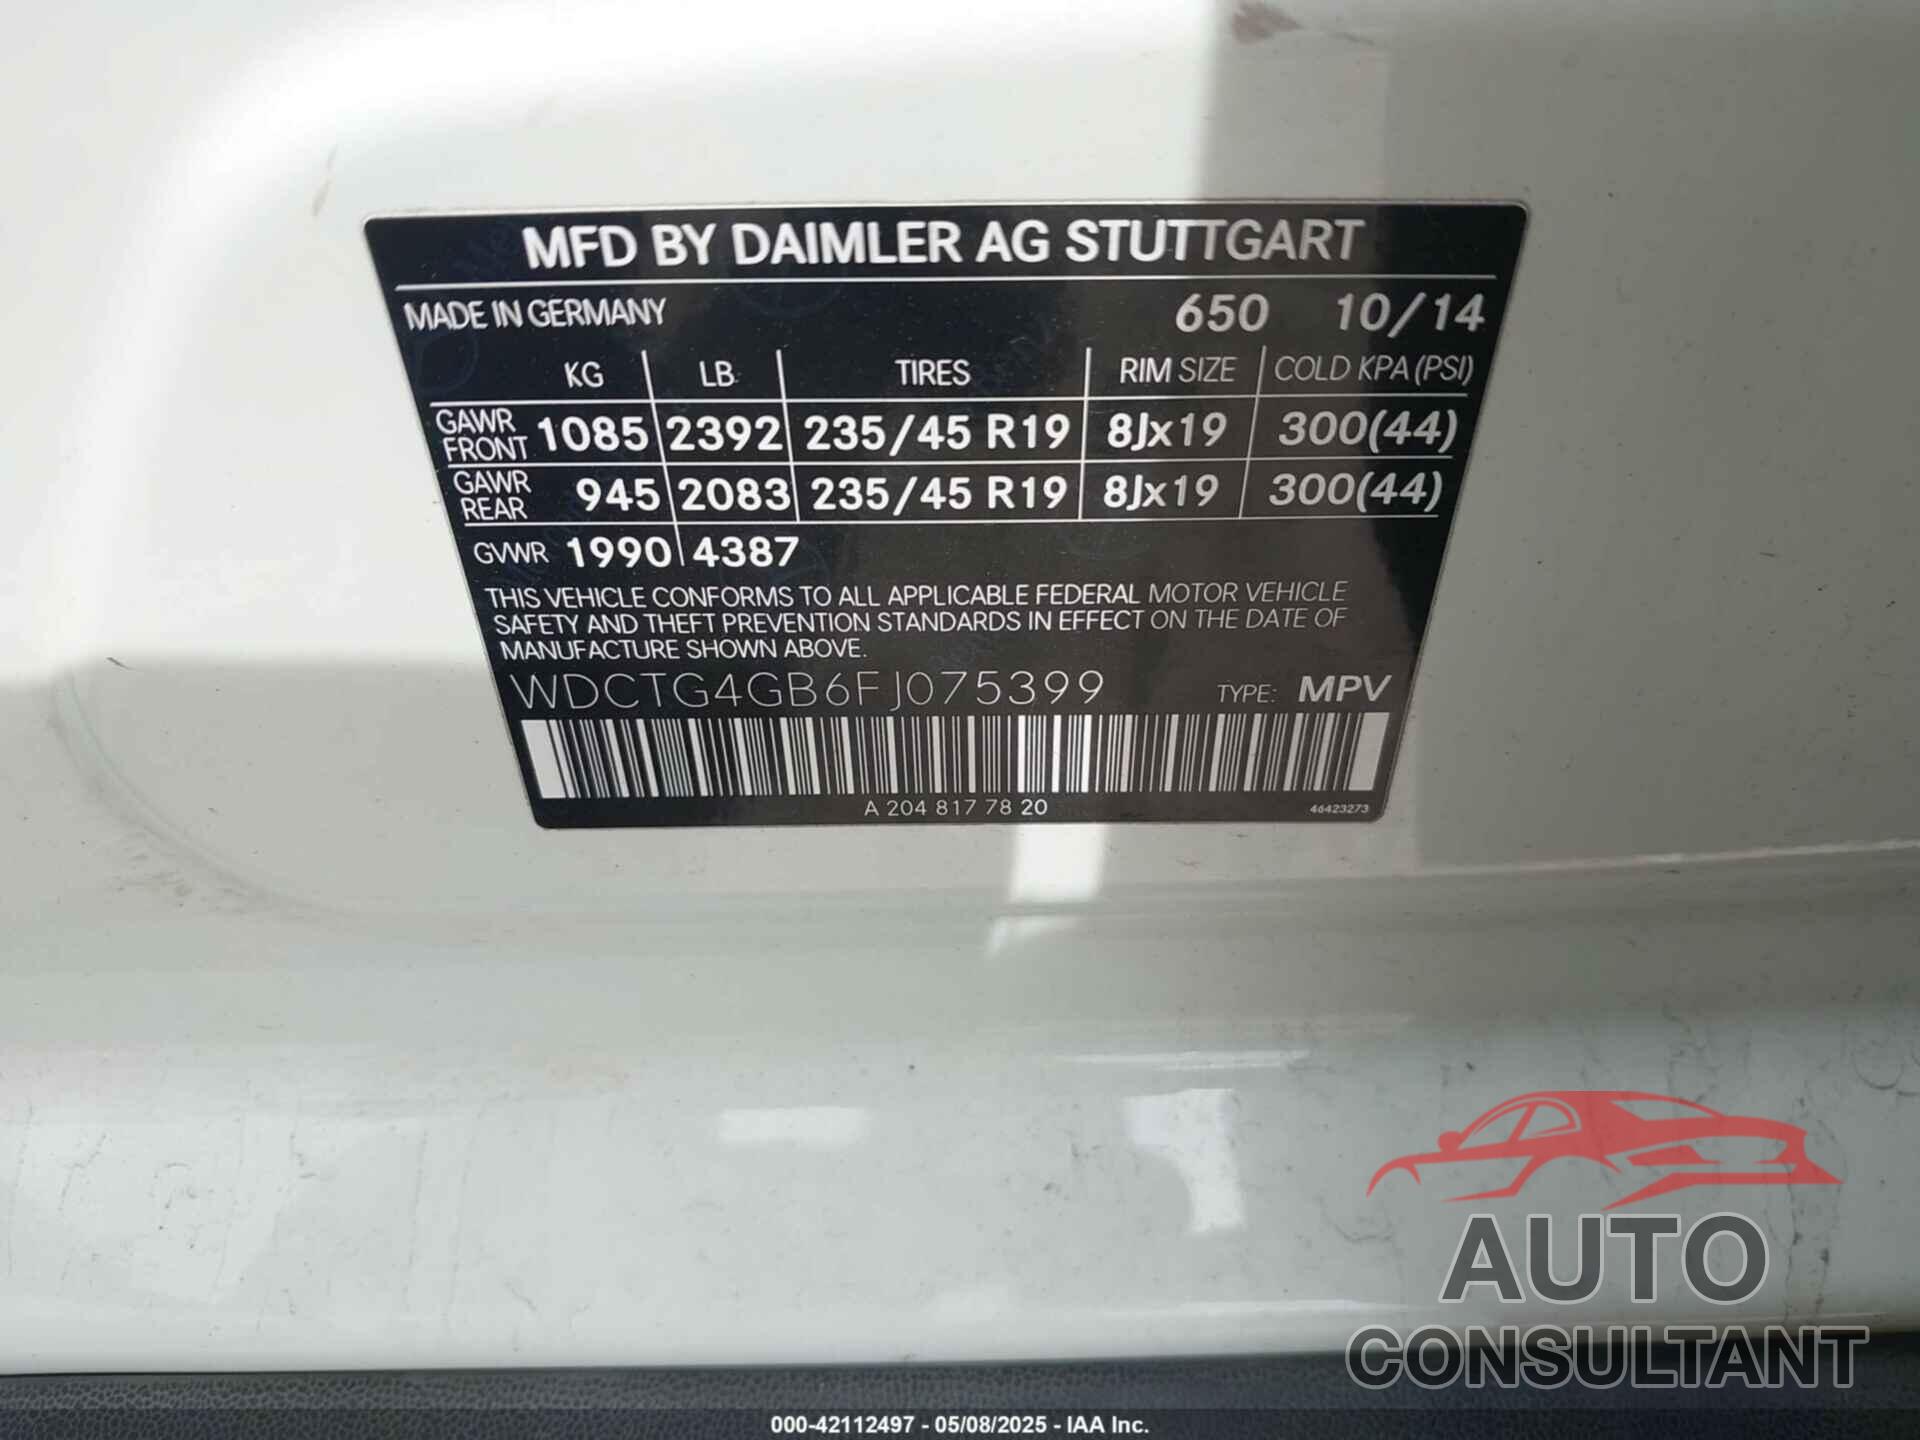 MFD BY DAIMLER AG STUTTGART
MADE IN GERMANY 650 10/14
KG LB TIRES RIM SIZE COLD KPA (PSI)
GAWR FRONT 1085 2392 235/45 R19 8Jx19 300(44)
GAWR REAR 945 2083 235/45 R19 8Jx19 300(44)
GVWR 1990 4387
THIS VEHICLE CONFORMS TO ALL APPLICABLE FEDERAL MOTOR VEHICLE
SAFETY AND THEFT PREVENTION STANDARDS IN EFFECT ON THE DATE OF
MANUFACTURE SHOWN ABOVE.
WDCTG4GB6FJ075399 TYPE: MPV
A 204 817 78 20 46423273
AUTO
CONSULTANT
000-42112497 - 05/08/2025 - IAA Inc.